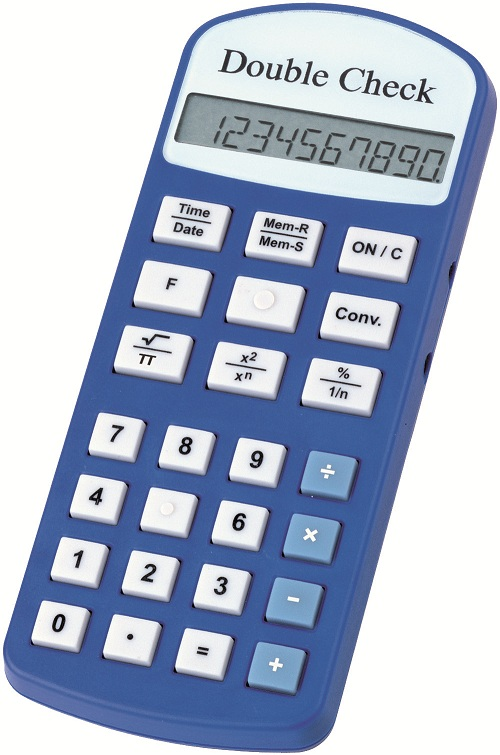 Double Check
1234567890.
Time
Date
Mem-R
Mem-S
ON / C
F
Conv.
√
π
x²
xⁿ
%
1/n
7 8 9 ÷
4 6 ×
1 2 3 -
0 . = +